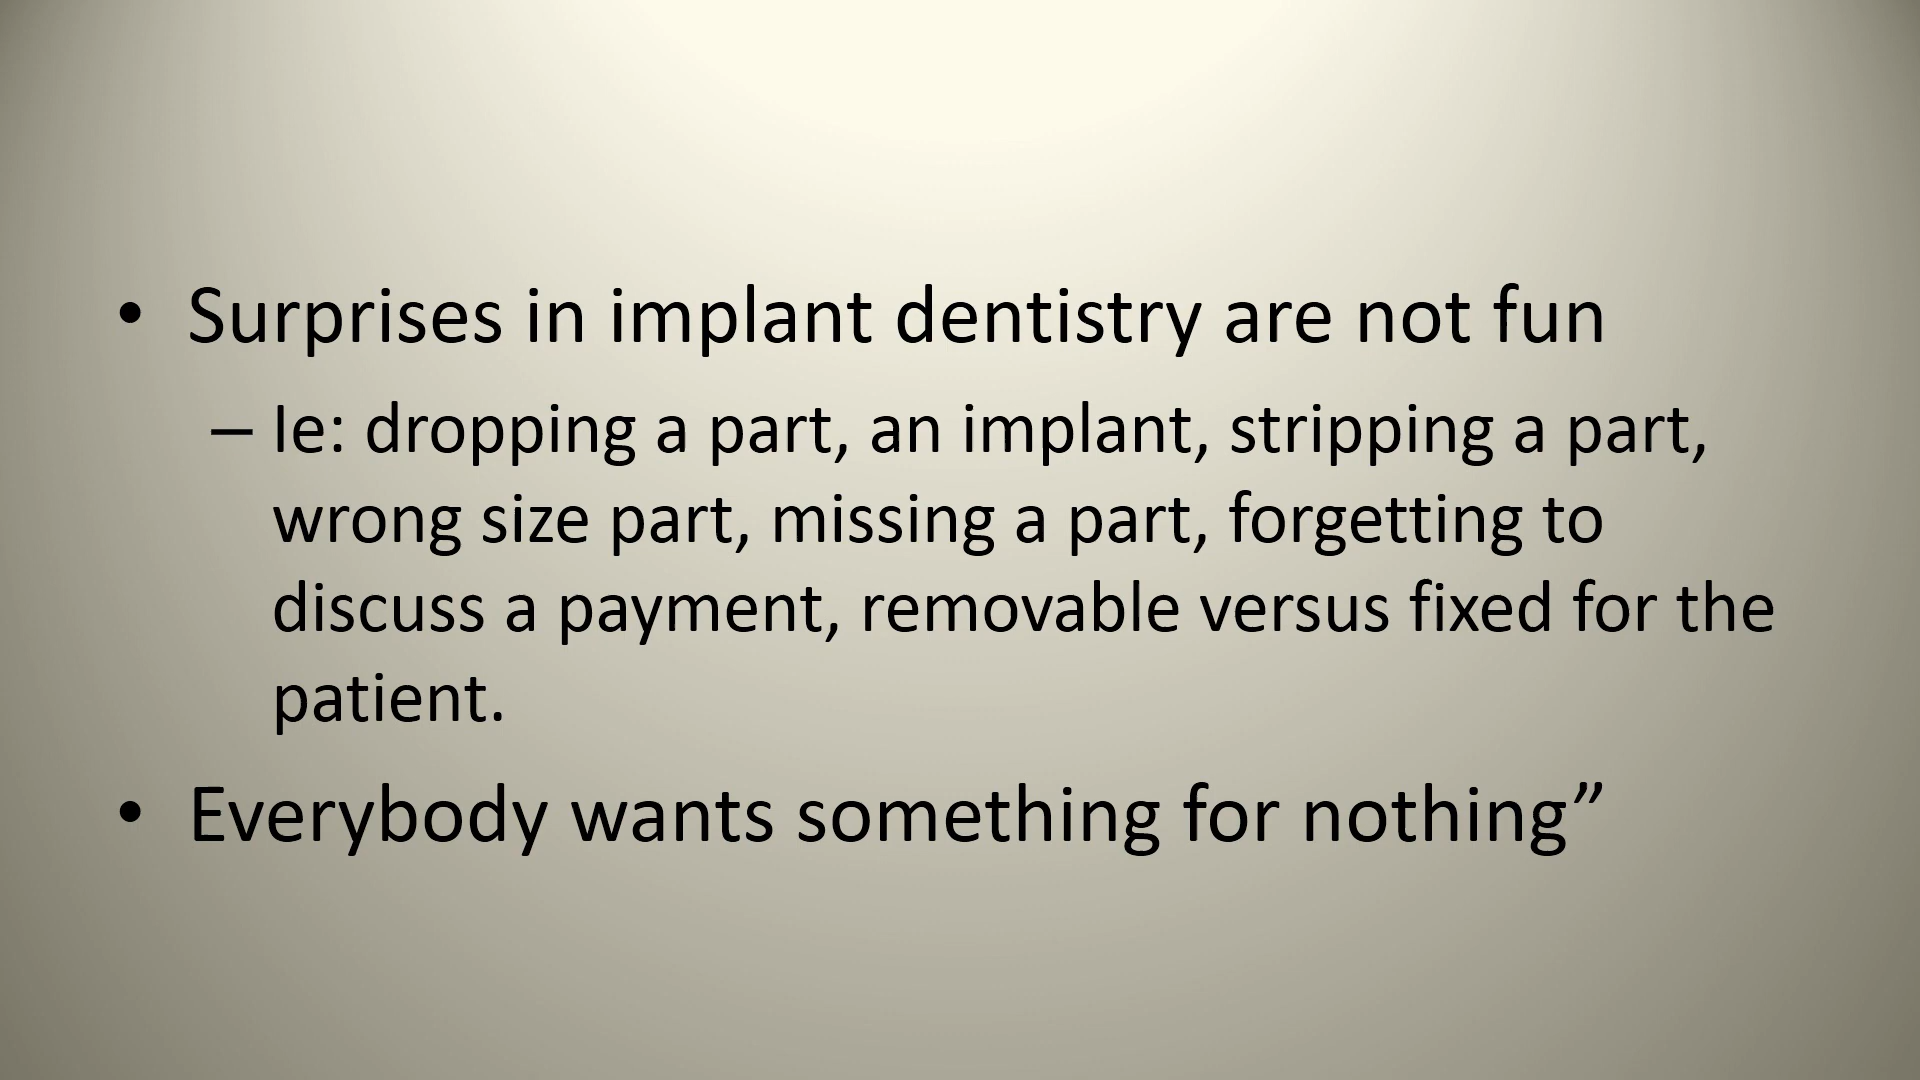 • Surprises in implant dentistry are not fun
– Ie: dropping a part, an implant, stripping a part,
wrong size part, missing a part, forgetting to
discuss a payment, removable versus fixed for the
patient.
• Everybody wants something for nothing”